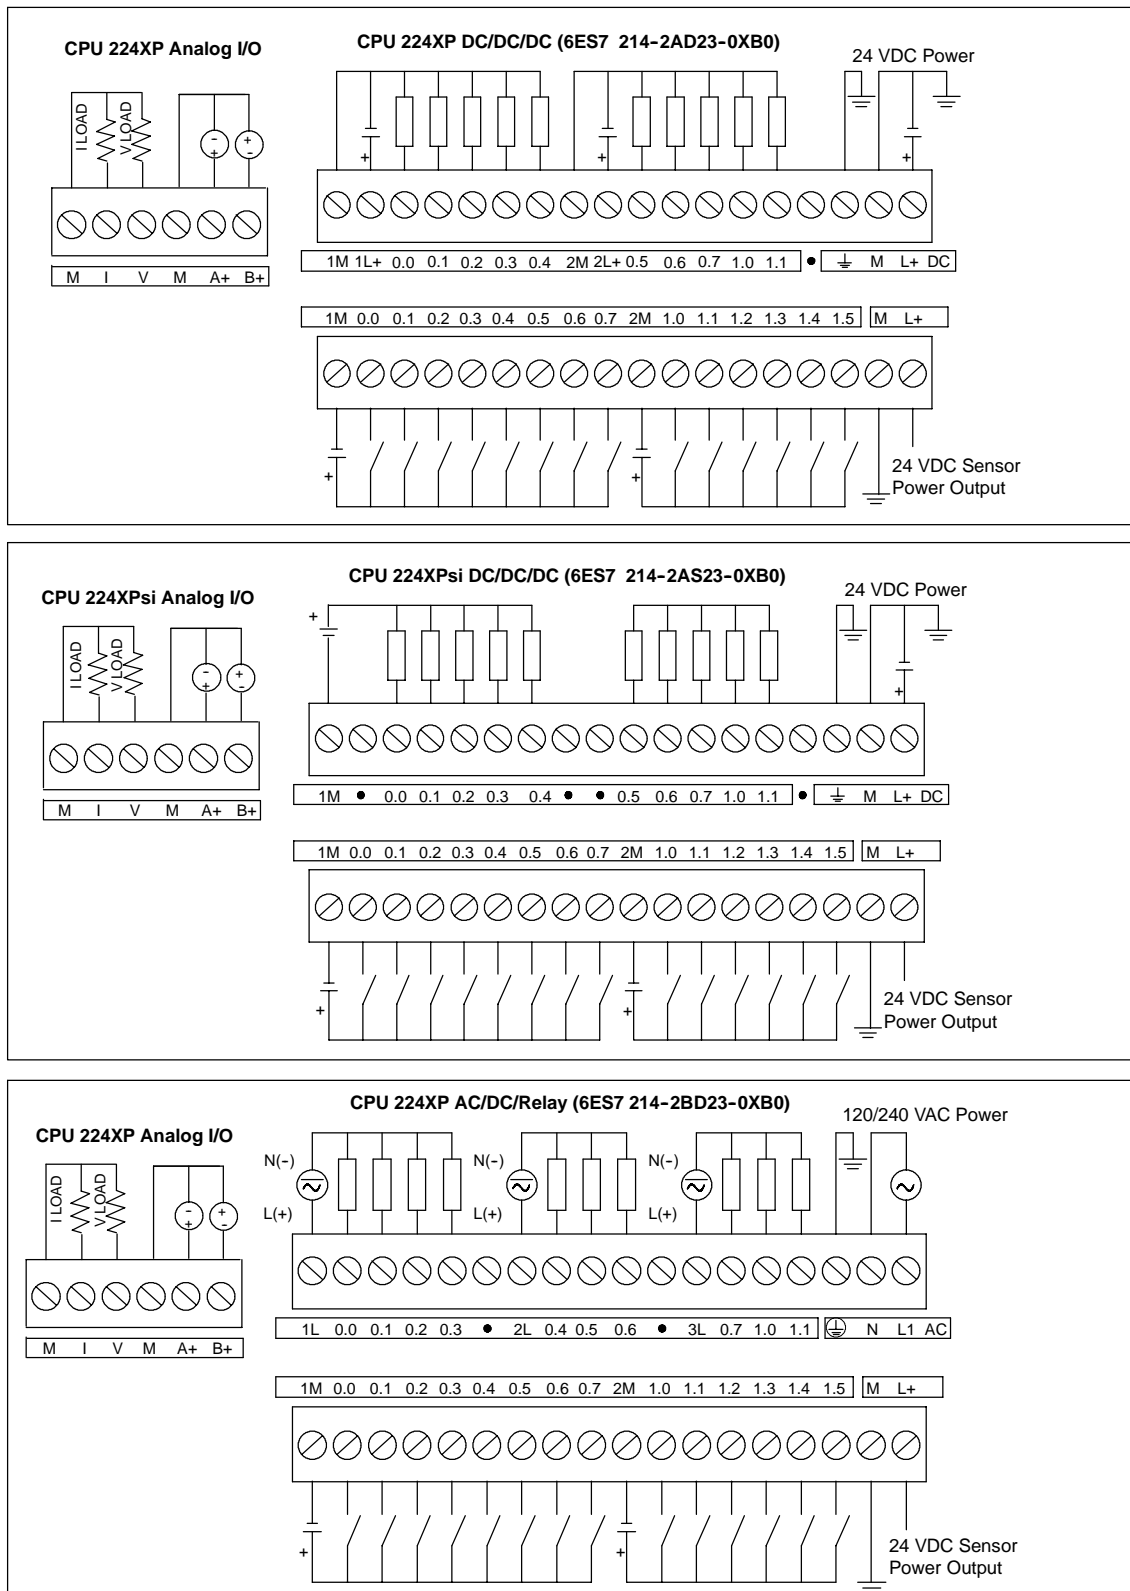 CPU 224XP Analog I/O
CPU 224XP DC/DC/DC (6ES7 214-2AD23-0XB0)
24 VDC Power
I LOAD
V LOAD
- +
+ -
+
+
+
M I V M A+ B+
1M 1L+ 0.0 0.1 0.2 0.3 0.4 2M 2L+ 0.5 0.6 0.7 1.0 1.1 ● ⏚ M L+ DC
1M 0.0 0.1 0.2 0.3 0.4 0.5 0.6 0.7 2M 1.0 1.1 1.2 1.3 1.4 1.5 M L+
+
+
24 VDC Sensor
Power Output
CPU 224XPsi Analog I/O
CPU 224XPsi DC/DC/DC (6ES7 214-2AS23-0XB0)
24 VDC Power
I LOAD
V LOAD
- +
+ -
+
+
M I V M A+ B+
1M ● 0.0 0.1 0.2 0.3 0.4 ● ● 0.5 0.6 0.7 1.0 1.1 ● ⏚ M L+ DC
1M 0.0 0.1 0.2 0.3 0.4 0.5 0.6 0.7 2M 1.0 1.1 1.2 1.3 1.4 1.5 M L+
+
+
24 VDC Sensor
Power Output
CPU 224XP Analog I/O
CPU 224XP AC/DC/Relay (6ES7 214-2BD23-0XB0)
120/240 VAC Power
I LOAD
V LOAD
- +
+ -
N(-)
N(-)
N(-)
L(+)
L(+)
L(+)
M I V M A+ B+
1L 0.0 0.1 0.2 0.3 ● 2L 0.4 0.5 0.6 ● 3L 0.7 1.0 1.1 ⏚ N L1 AC
1M 0.0 0.1 0.2 0.3 0.4 0.5 0.6 0.7 2M 1.0 1.1 1.2 1.3 1.4 1.5 M L+
+
+
24 VDC Sensor
Power Output